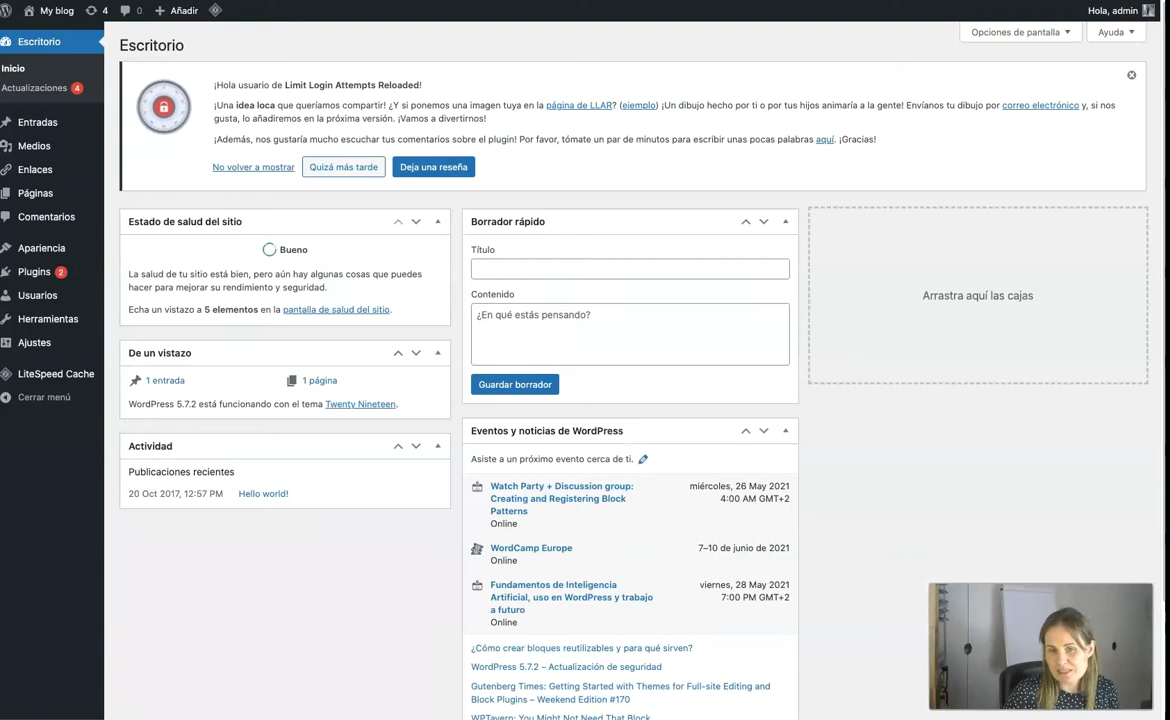 My blog 4 0 Añadir Hola, admin
Escritorio
Inicio
Actualizaciones 4
Entradas
Medios
Enlaces
Páginas
Comentarios
Apariencia
Plugins 2
Usuarios
Herramientas
Ajustes
LiteSpeed Cache
Cerrar menú
Opciones de pantalla Ayuda
Escritorio
¡Hola usuario de Limit Login Attempts Reloaded!
¡Una idea loca que queríamos compartir! ¿Y si ponemos una imagen tuya en la página de LLAR? (ejemplo) ¡Un dibujo hecho por ti o por tus hijos animaría a la gente! Envíanos tu dibujo por correo electrónico y, si nos
gusta, lo añadiremos en la próxima versión. ¡Vamos a divertirnos!
¡Además, nos gustaría mucho escuchar tus comentarios sobre el plugin! Por favor, tómate un par de minutos para escribir unas pocas palabras aquí. ¡Gracias!
No volver a mostrar Quizá más tarde Deja una reseña
Estado de salud del sitio
Bueno
La salud de tu sitio está bien, pero aún hay algunas cosas que puedes
hacer para mejorar su rendimiento y seguridad.
Echa un vistazo a 5 elementos en la pantalla de salud del sitio.
De un vistazo
1 entrada 1 página
WordPress 5.7.2 está funcionando con el tema Twenty Nineteen.
Actividad
Publicaciones recientes
20 Oct 2017, 12:57 PM Hello world!
Borrador rápido
Título
Contenido
¿En qué estás pensando?
Guardar borrador
Eventos y noticias de WordPress
Asiste a un próximo evento cerca de ti.
Watch Party + Discussion group: miércoles, 26 May 2021
Creating and Registering Block 4:00 AM GMT+2
Patterns
Online
WordCamp Europe 7–10 de junio de 2021
Online
Fundamentos de Inteligencia viernes, 28 May 2021
Artificial, uso en WordPress y trabajo 7:00 PM GMT+2
a futuro
Online
¿Cómo crear bloques reutilizables y para qué sirven?
WordPress 5.7.2 – Actualización de seguridad
Gutenberg Times: Getting Started with Themes for Full-site Editing and
Block Plugins – Weekend Edition #170
WPTavern: You Might Not Need That Block
Arrastra aquí las cajas